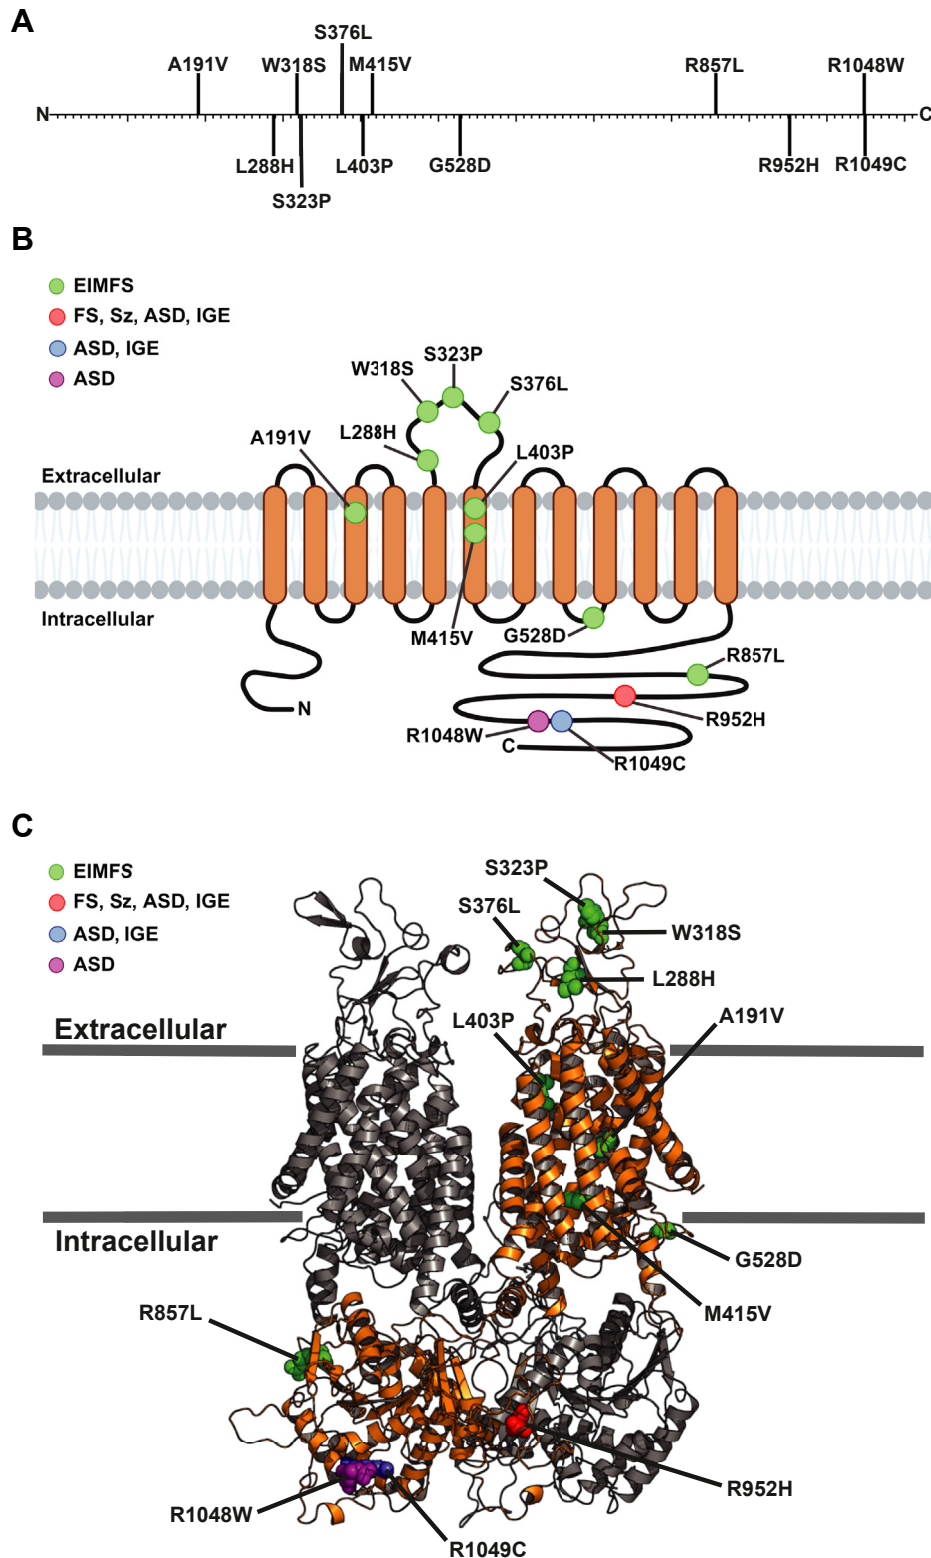 A
S376L
A191V
W318S
M415V
R857L
R1048W
N
C
L288H
L403P
G528D
R952H
R1049C
S323P
B
EIMFS
FS, Sz, ASD, IGE
ASD, IGE
ASD
S323P
W318S
S376L
A191V
L288H
L403P
Extracellular
Intracellular
M415V
G528D
R857L
N
R952H
R1048W
C
R1049C
C
EIMFS
FS, Sz, ASD, IGE
ASD, IGE
ASD
S323P
S376L
W318S
L288H
L403P
A191V
Extracellular
Intracellular
G528D
M415V
R857L
R952H
R1048W
R1049C